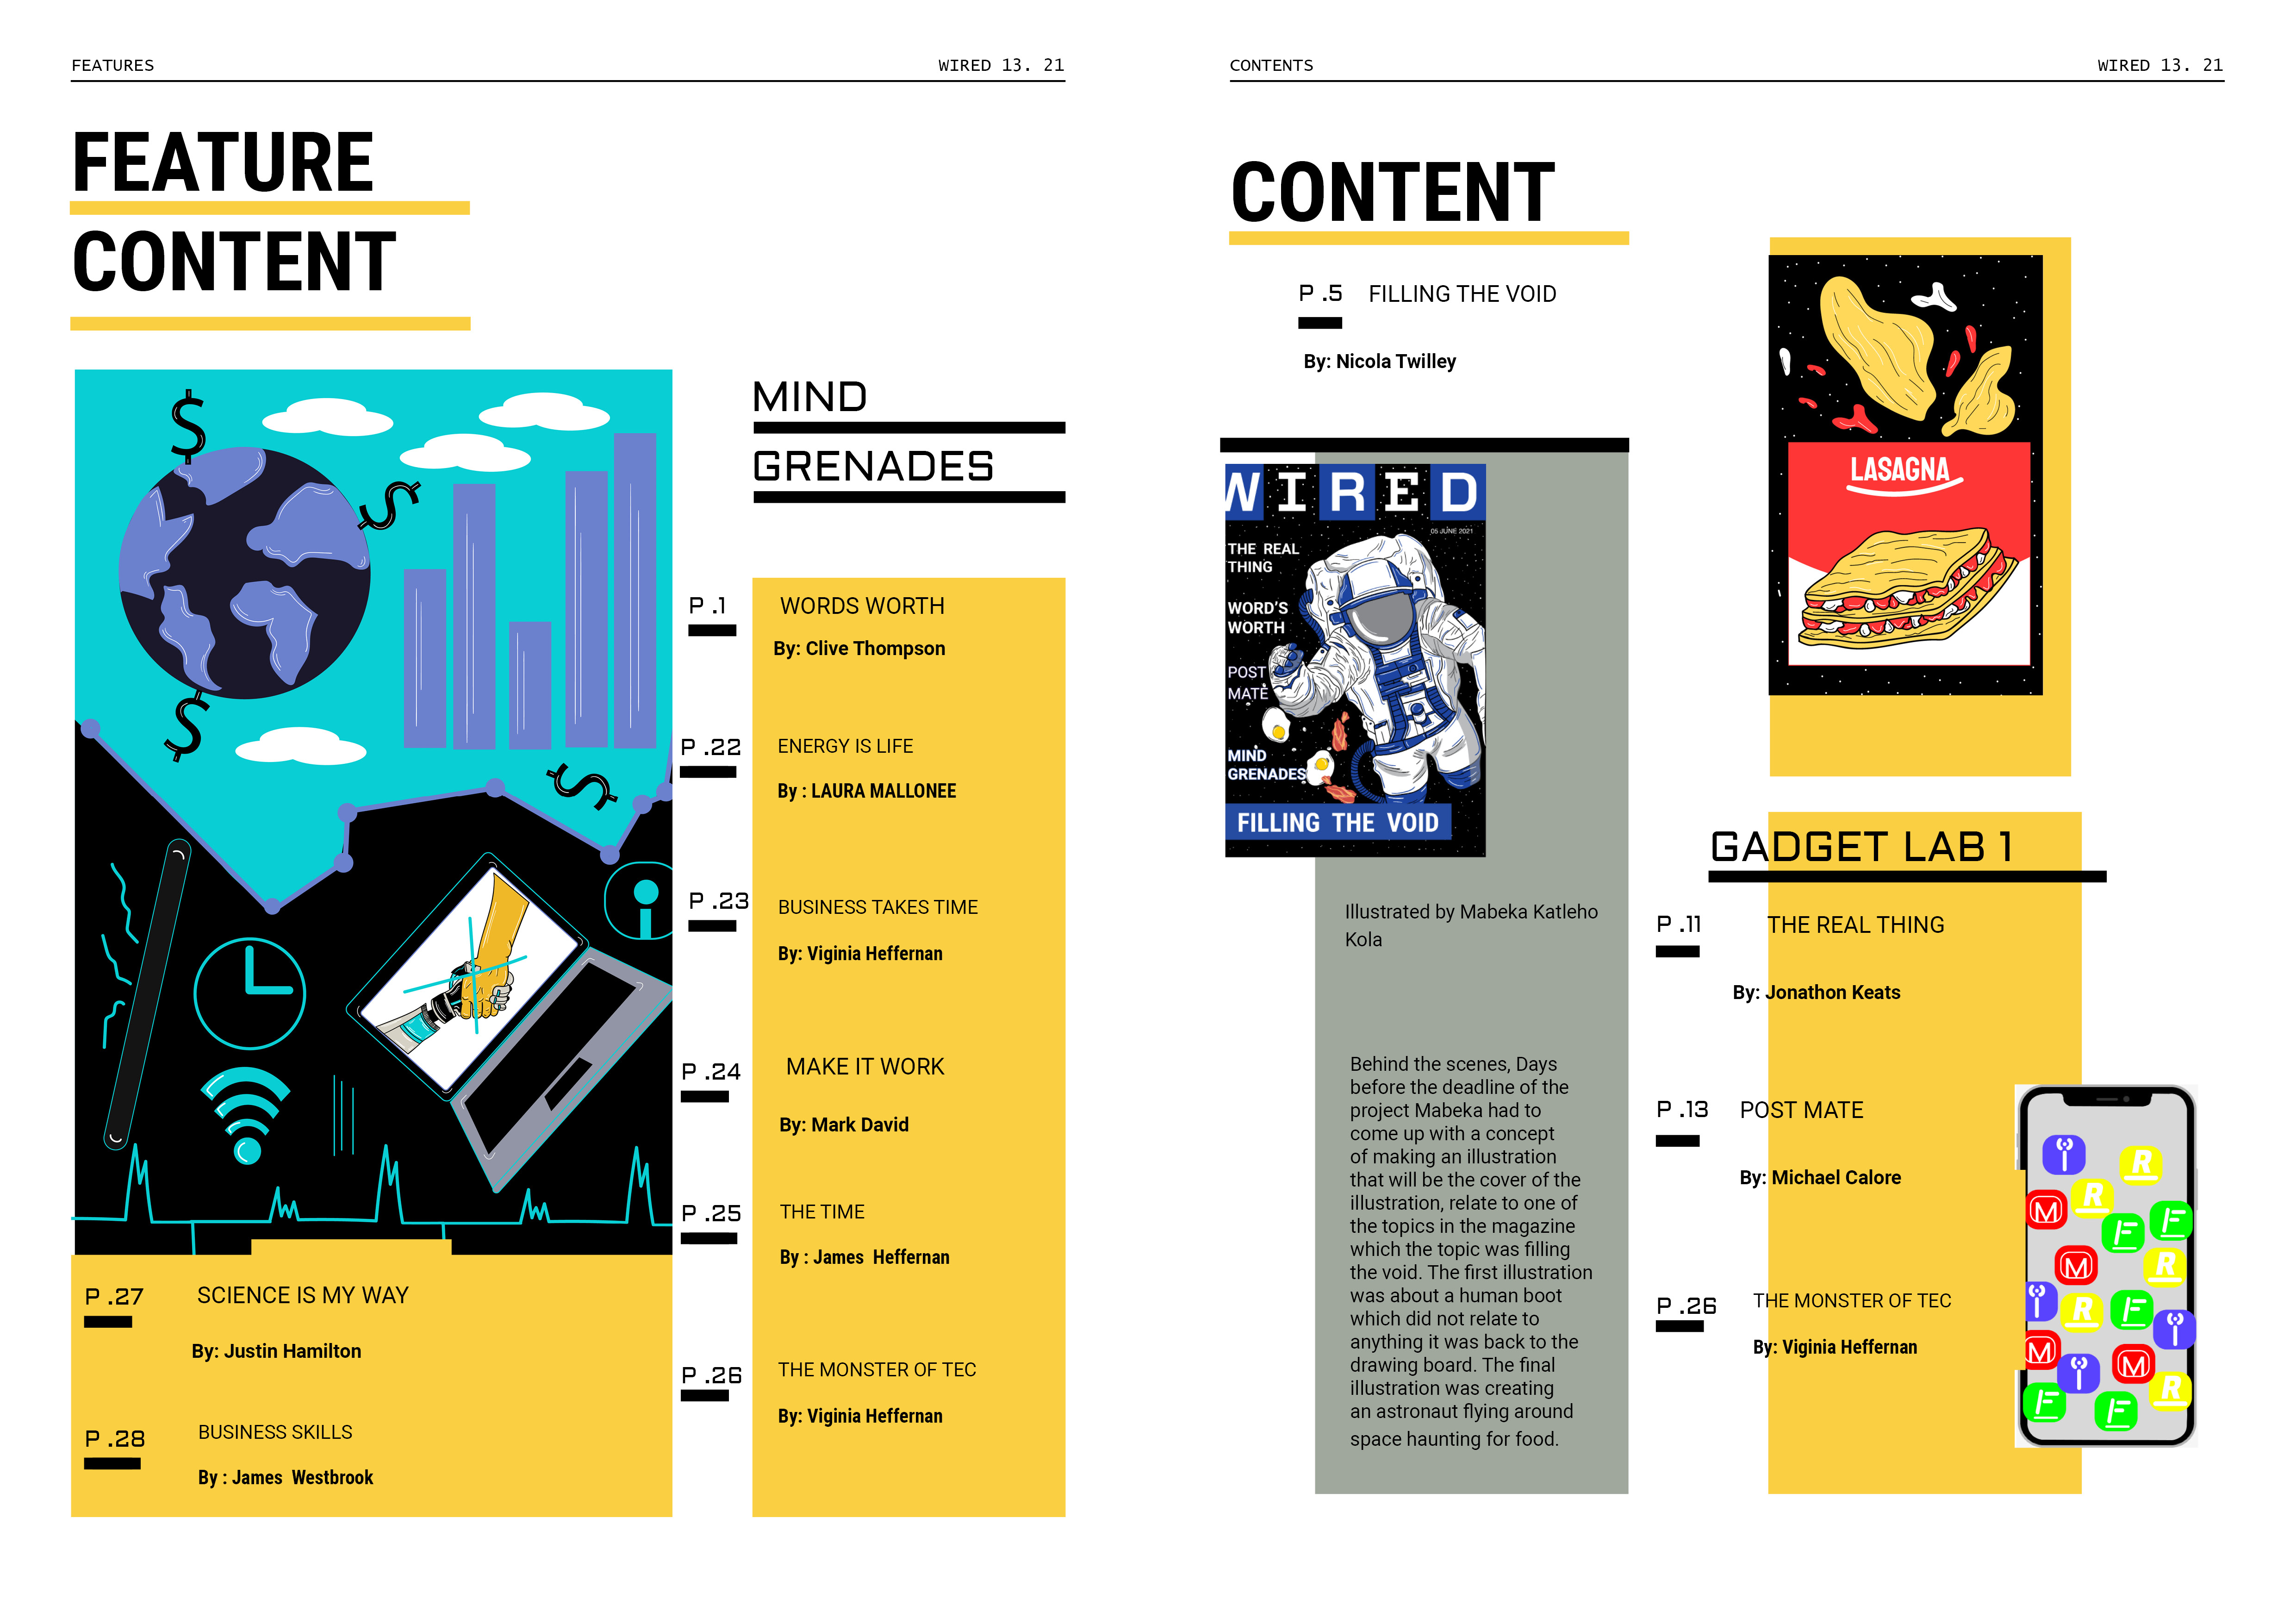 FEATURES
WIRED 13. 21
FEATURE
CONTENT
MIND
GRENADES
P .1
WORDS WORTH
By: Clive Thompson
P .22
ENERGY IS LIFE
By : LAURA MALLONEE
P .23
BUSINESS TAKES TIME
By: Viginia Heffernan
P .24
MAKE IT WORK
By: Mark David
P .25
THE TIME
By : James Heffernan
P .26
THE MONSTER OF TEC
By: Viginia Heffernan
P .27
SCIENCE IS MY WAY
By: Justin Hamilton
P .28
BUSINESS SKILLS
By : James Westbrook
CONTENTS
WIRED 13. 21
CONTENT
P .5
FILLING THE VOID
By: Nicola Twilley
WIRED
05 JUNE 2021
THE REAL
THING
WORD'S
WORTH
POST
MATE
MIND
GRENADES
FILLING THE VOID
Illustrated by Mabeka Katleho
Kola
Behind the scenes, Days
before the deadline of the
project Mabeka had to
come up with a concept
of making an illustration
that will be the cover of the
illustration, relate to one of
the topics in the magazine
which the topic was filling
the void. The first illustration
was about a human boot
which did not relate to
anything it was back to the
drawing board. The final
illustration was creating
an astronaut flying around
space haunting for food.
LASAGNA
GADGET LAB 1
P .11
THE REAL THING
By: Jonathon Keats
P .13
POST MATE
By: Michael Calore
P .26
THE MONSTER OF TEC
By: Viginia Heffernan
R
R
M
F
F
M
R
R
F
M
M
R
F
F